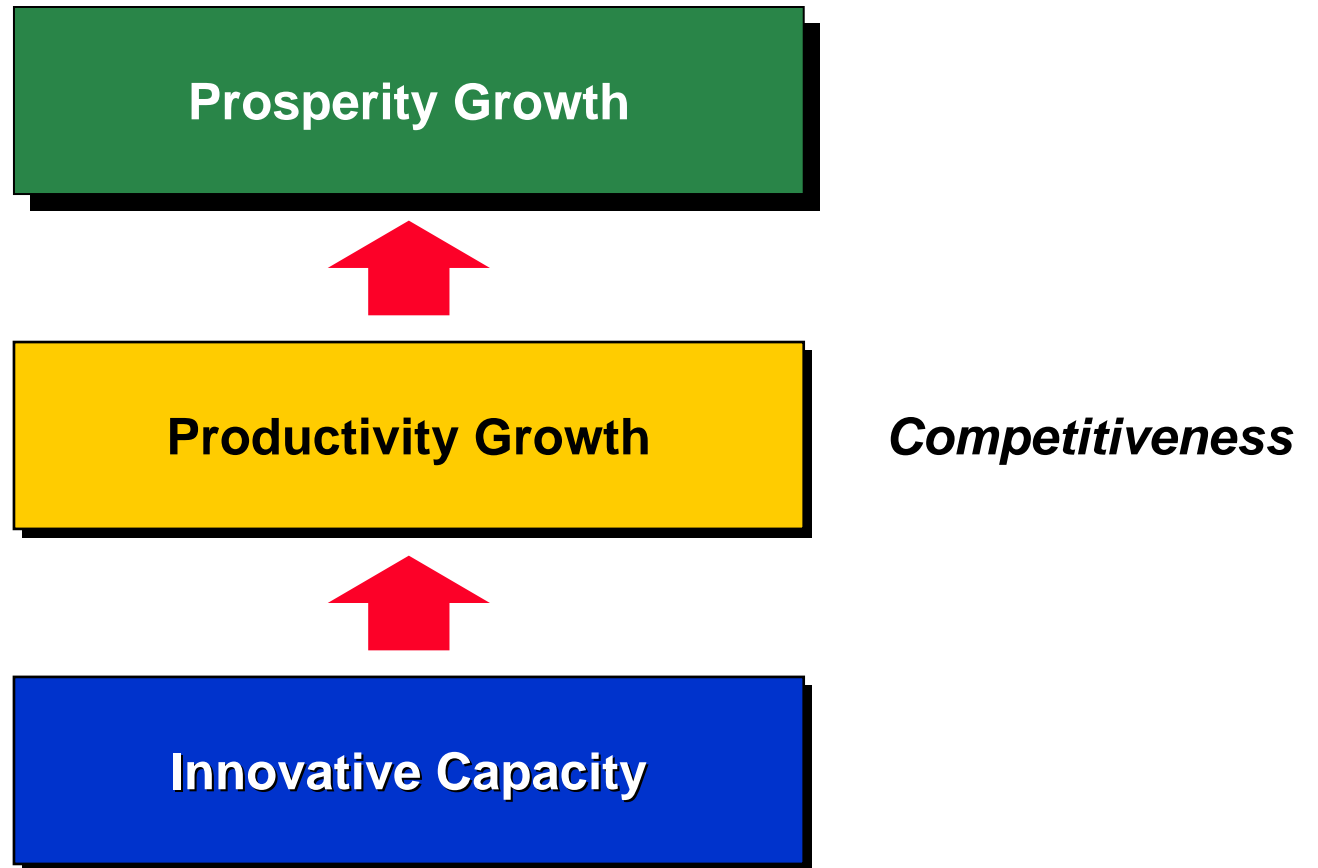 Prosperity Growth
Productivity Growth
Competitiveness
Innovative Capacity